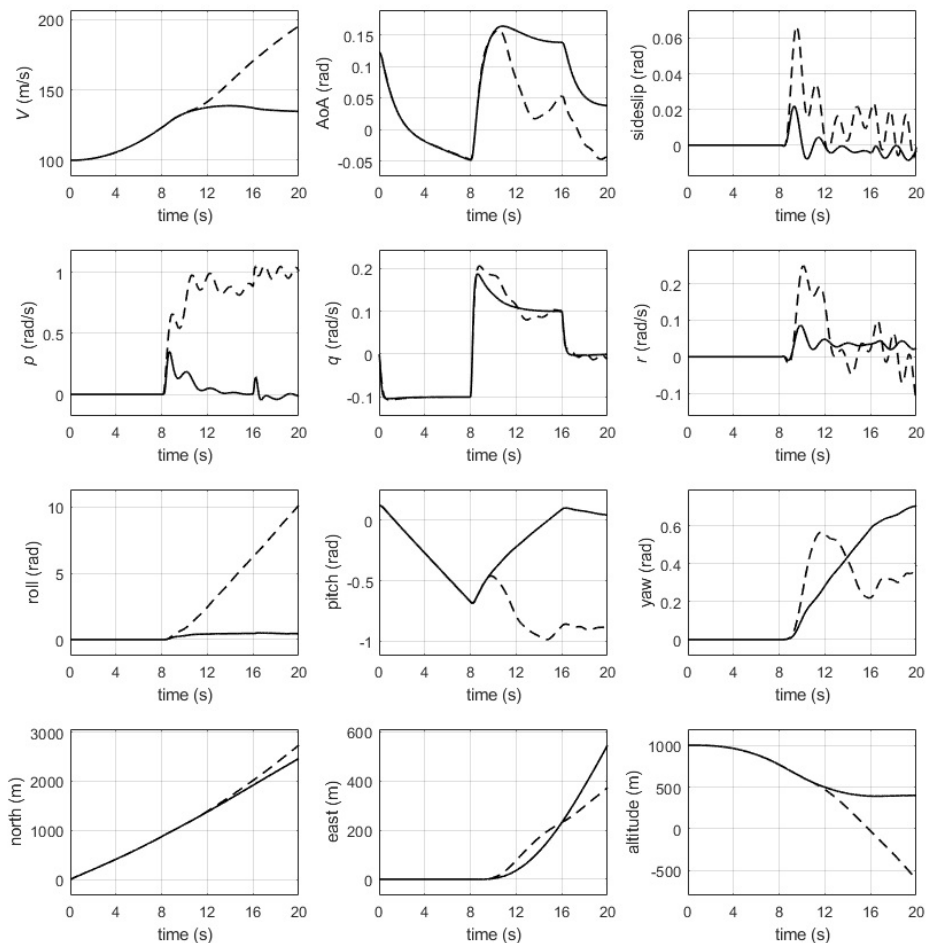 200
150
100
V (m/s)
0 4 8 12 16 20
time (s)
0.15
0.1
0.05
0
-0.05
AoA (rad)
0 4 8 12 16 20
time (s)
0.06
0.04
0.02
0
sideslip (rad)
0 4 8 12 16 20
time (s)
1
0.5
0
p (rad/s)
0 4 8 12 16 20
time (s)
0.2
0.1
0
-0.1
q (rad/s)
0 4 8 12 16 20
time (s)
0.2
0.1
0
-0.1
r (rad/s)
0 4 8 12 16 20
time (s)
10
5
0
roll (rad)
0 4 8 12 16 20
time (s)
0
-0.5
-1
pitch (rad)
0 4 8 12 16 20
time (s)
0.6
0.4
0.2
0
yaw (rad)
0 4 8 12 16 20
time (s)
3000
2000
1000
0
north (m)
0 4 8 12 16 20
time (s)
600
400
200
0
east (m)
0 4 8 12 16 20
time (s)
1000
500
0
-500
altitude (m)
0 4 8 12 16 20
time (s)